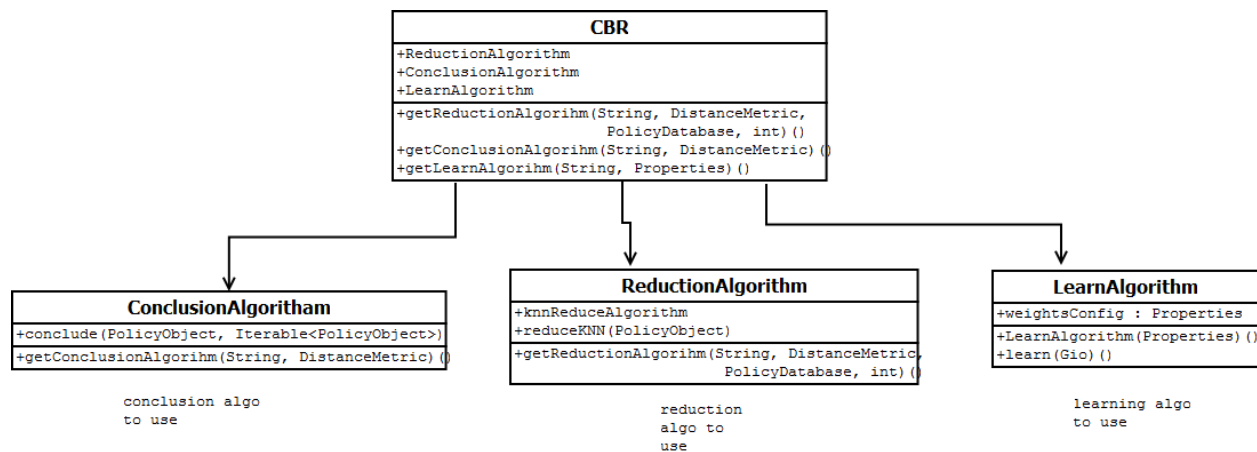 CBR
+ReductionAlgorithm
+ConclusionAlgorithm
+LearnAlgorithm
+getReductionAlgorihm(String, DistanceMetric,
PolicyDatabase, int)()
+getConclusionAlgorihm(String, DistanceMetric)()
+getLearnAlgorihm(String, Properties)()
ConclusionAlgoritham
+conclude(PolicyObject, Iterable<PolicyObject>)
+getConclusionAlgorihm(String, DistanceMetric)()
conclusion algo
to use
ReductionAlgorithm
+knnReduceAlgorithm
+reduceKNN(PolicyObject)
+getReductionAlgorihm(String, DistanceMetric,
PolicyDatabase, int)()
reduction
algo to
use
LearnAlgorithm
+weightsConfig : Properties
+LearnAlgorithm(Properties)()
+learn(Gio)()
learning algo
to use